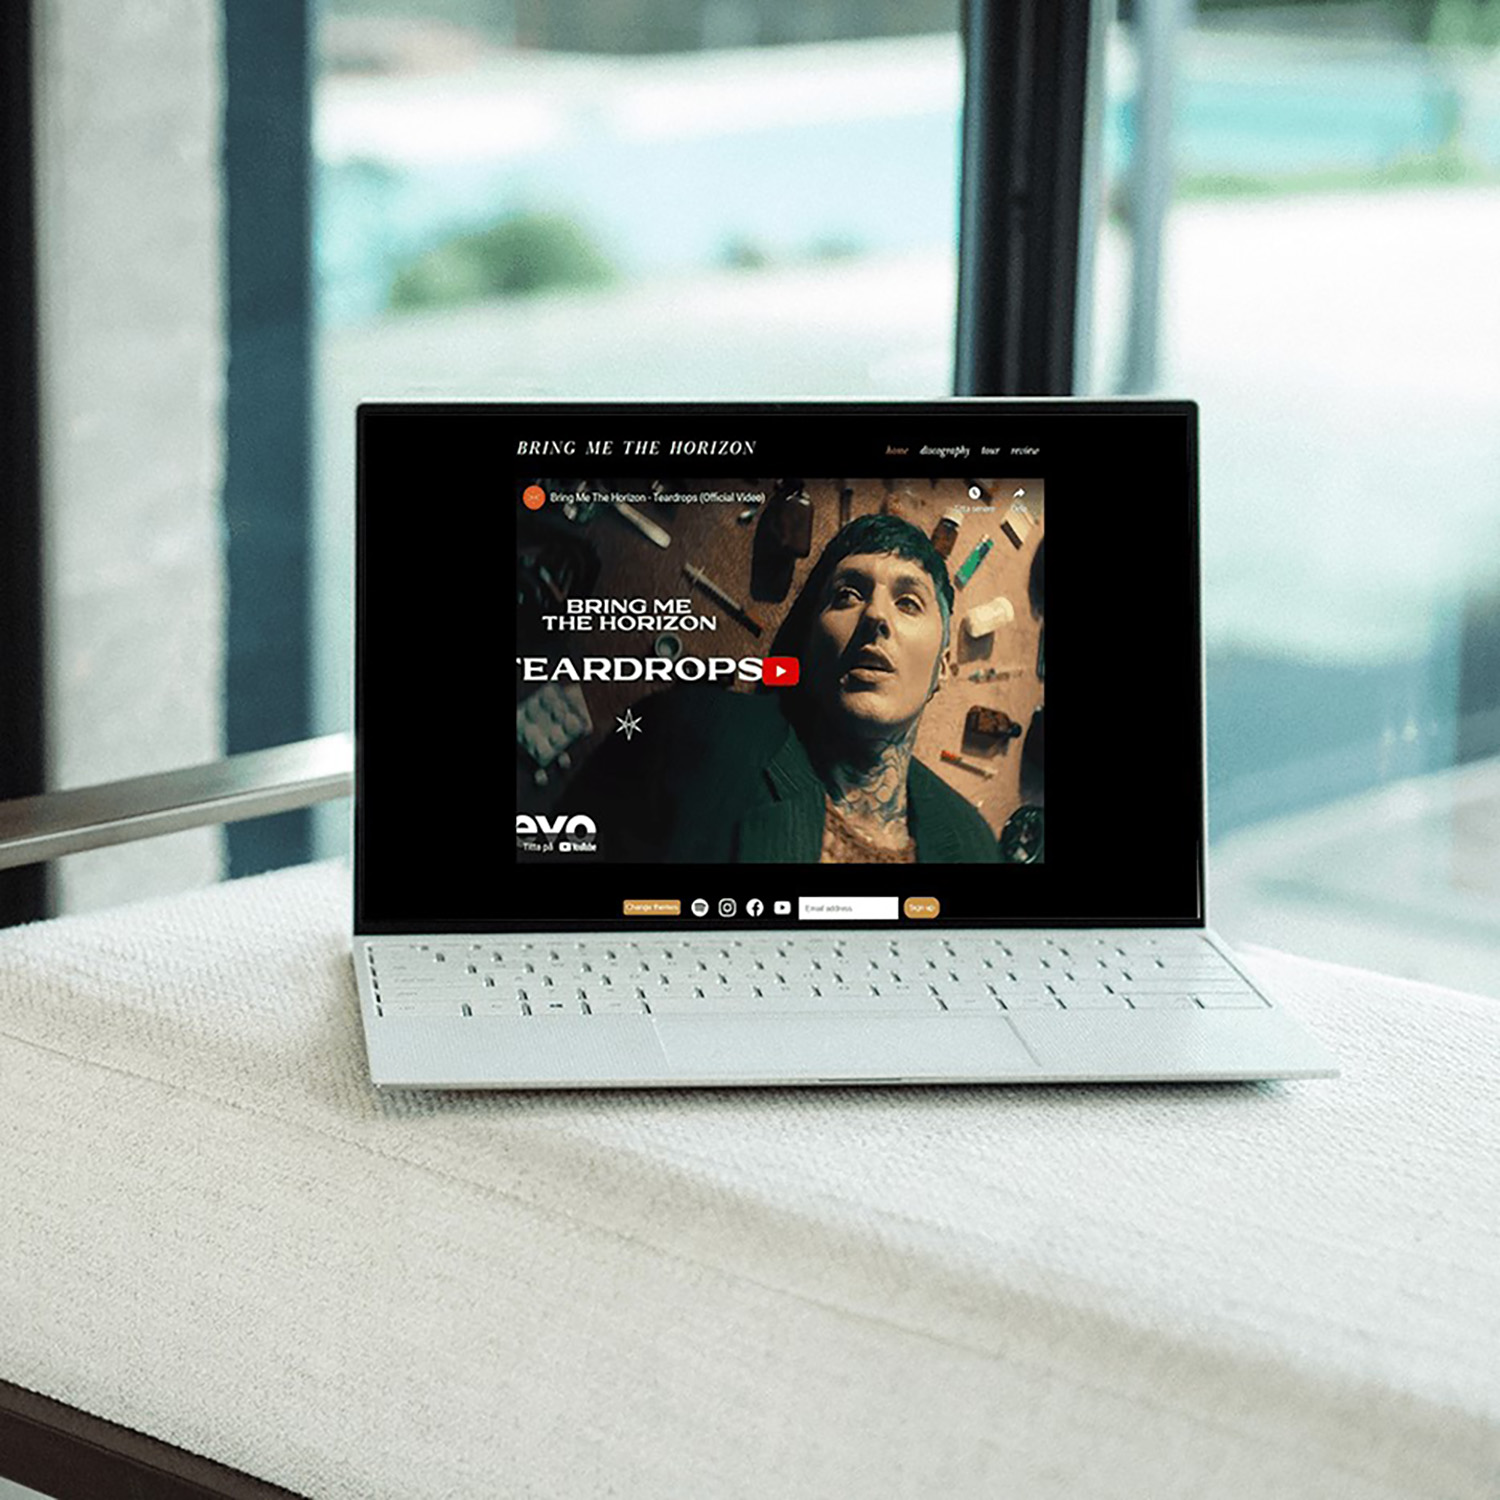 BRING ME THE HORIZON
home discography tour review
Bring Me The Horizon - Teardrops (Official Video)
Titta senare
Dela
BRING ME
THE HORIZON
TEARDROPS
evo
Titta på YouTube
Change themes
Email address
Sign up